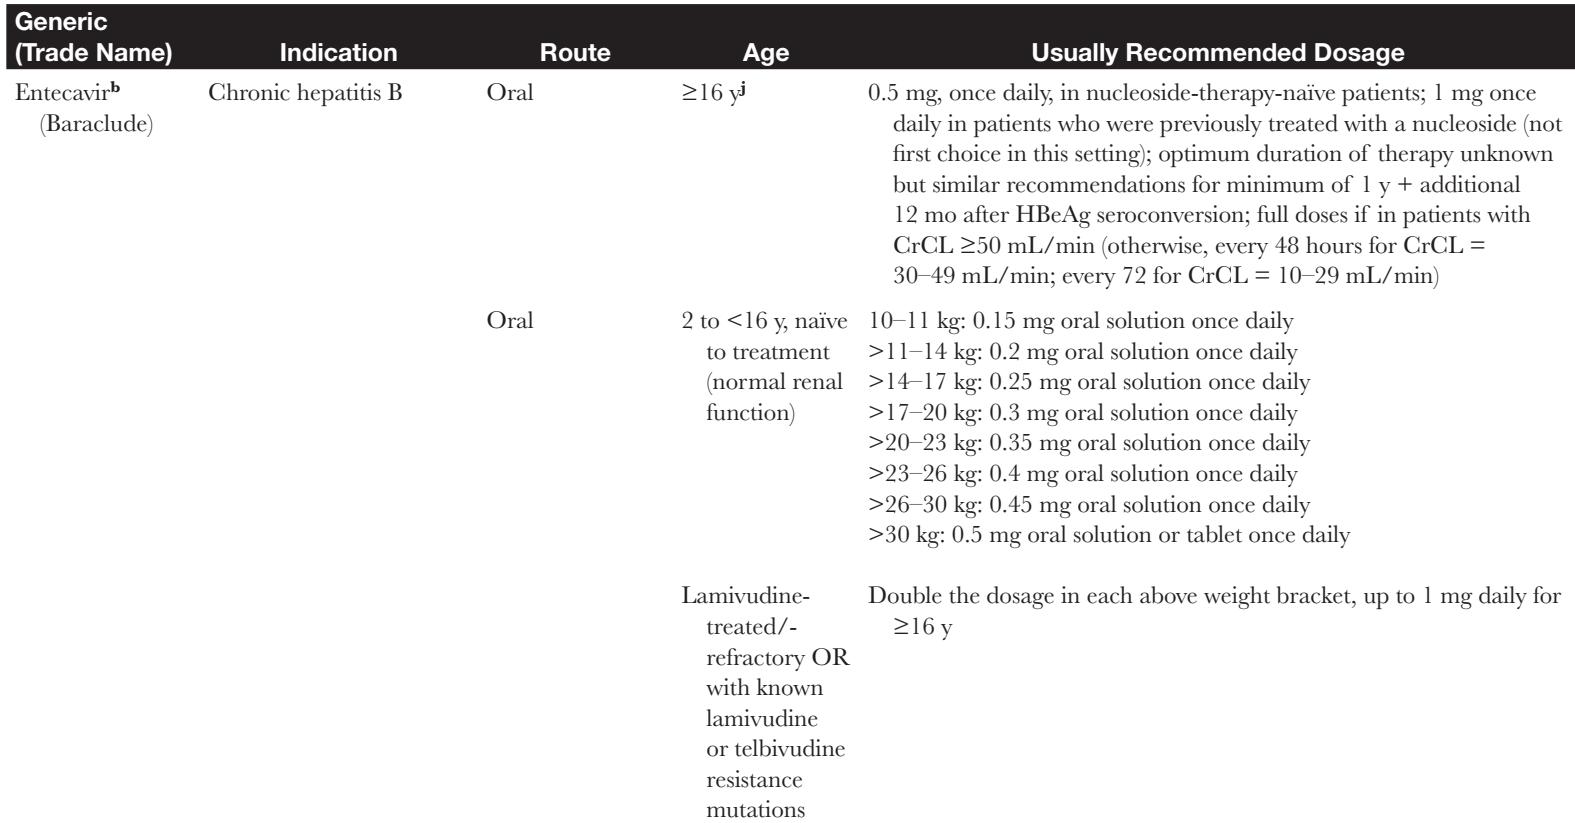 Generic
(Trade Name) Indication Route Age Usually Recommended Dosage
Entecavirb Chronic hepatitis B Oral ≥16 yj 0.5 mg, once daily, in nucleoside-therapy-naïve patients; 1 mg once
(Baraclude) daily in patients who were previously treated with a nucleoside (not
first choice in this setting); optimum duration of therapy unknown
but similar recommendations for minimum of 1 y + additional
12 mo after HBeAg seroconversion; full doses if in patients with
CrCL ≥50 mL/min (otherwise, every 48 hours for CrCL =
30–49 mL/min; every 72 for CrCL = 10–29 mL/min)
Oral 2 to <16 y, naïve 10–11 kg: 0.15 mg oral solution once daily
to treatment >11–14 kg: 0.2 mg oral solution once daily
(normal renal >14–17 kg: 0.25 mg oral solution once daily
function) >17–20 kg: 0.3 mg oral solution once daily
>20–23 kg: 0.35 mg oral solution once daily
>23–26 kg: 0.4 mg oral solution once daily
>26–30 kg: 0.45 mg oral solution once daily
>30 kg: 0.5 mg oral solution or tablet once daily
Lamivudine- Double the dosage in each above weight bracket, up to 1 mg daily for
treated/- ≥16 y
refractory OR
with known
lamivudine
or telbivudine
resistance
mutations